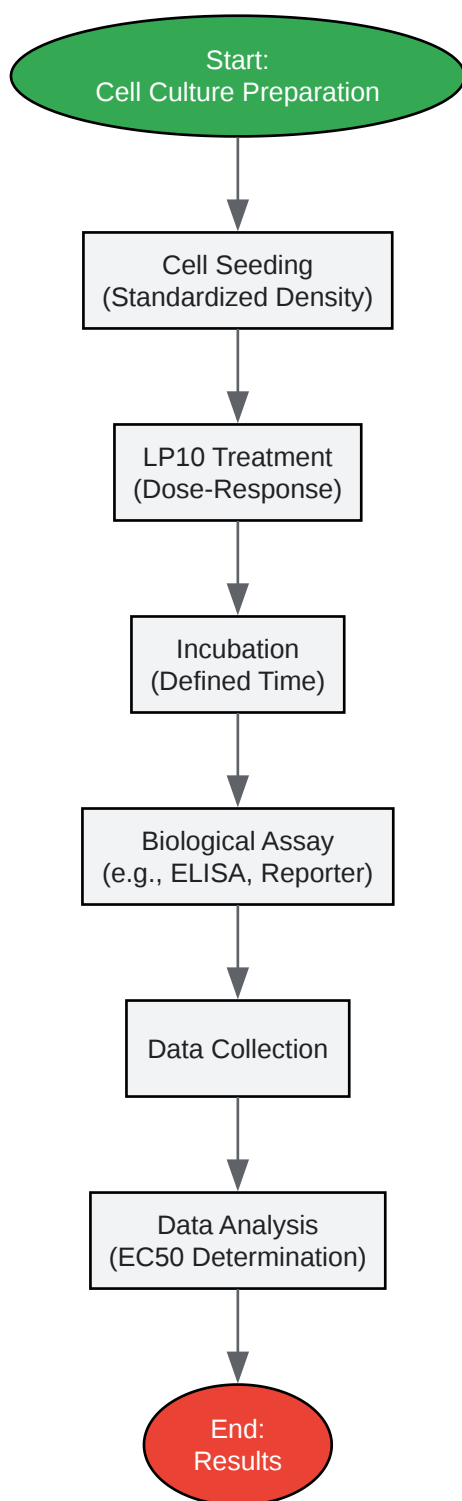 Start:
Cell Culture Preparation
Cell Seeding
(Standardized Density)
LP10 Treatment
(Dose-Response)
Incubation
(Defined Time)
Biological Assay
(e.g., ELISA, Reporter)
Data Collection
Data Analysis
(EC50 Determination)
End:
Results